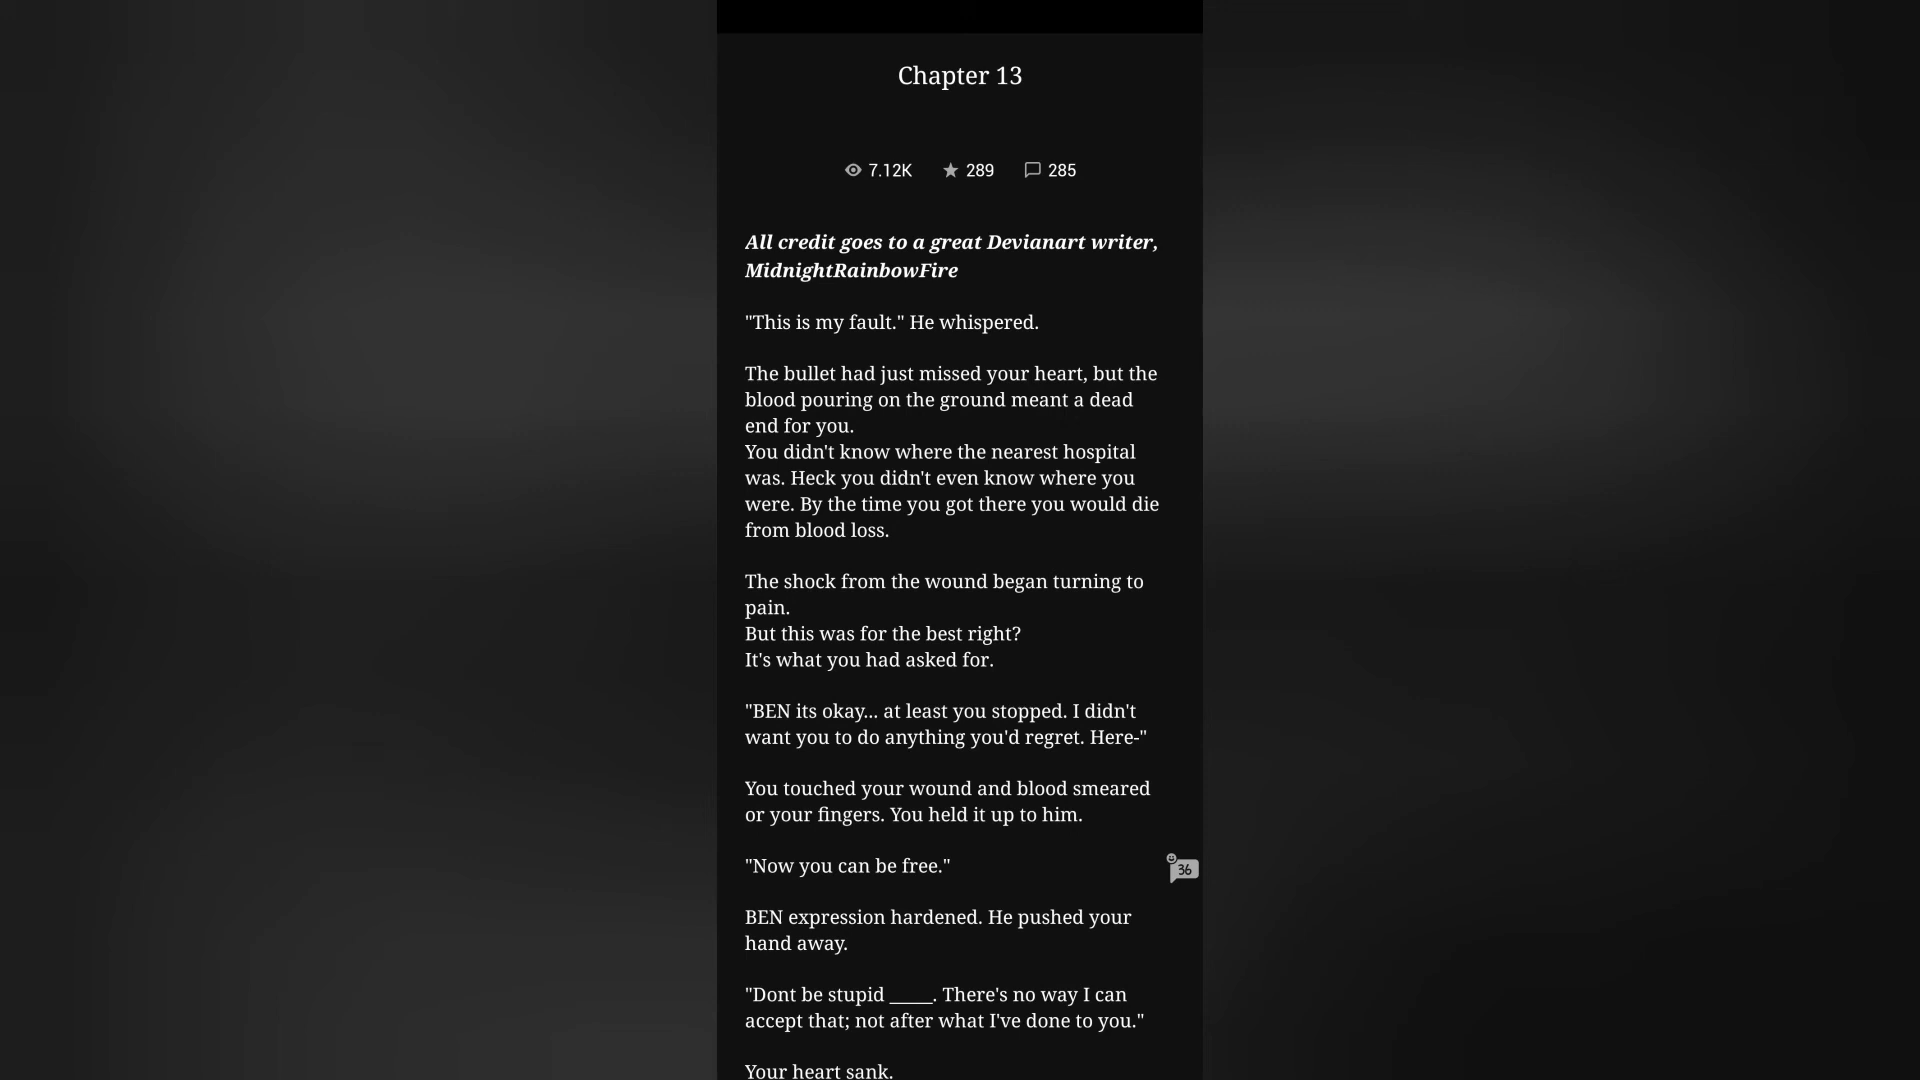 Chapter 13
7.12K 289 285
All credit goes to a great Devianart writer,
MidnightRainbowFire
"This is my fault." He whispered.
The bullet had just missed your heart, but the
blood pouring on the ground meant a dead
end for you.
You didn't know where the nearest hospital
was. Heck you didn't even know where you
were. By the time you got there you would die
from blood loss.
The shock from the wound began turning to
pain.
But this was for the best right?
It's what you had asked for.
"BEN its okay... at least you stopped. I didn't
want you to do anything you'd regret. Here-"
You touched your wound and blood smeared
or your fingers. You held it up to him.
"Now you can be free."
36
BEN expression hardened. He pushed your
hand away.
"Dont be stupid _____. There's no way I can
accept that; not after what I've done to you."
Your heart sank.